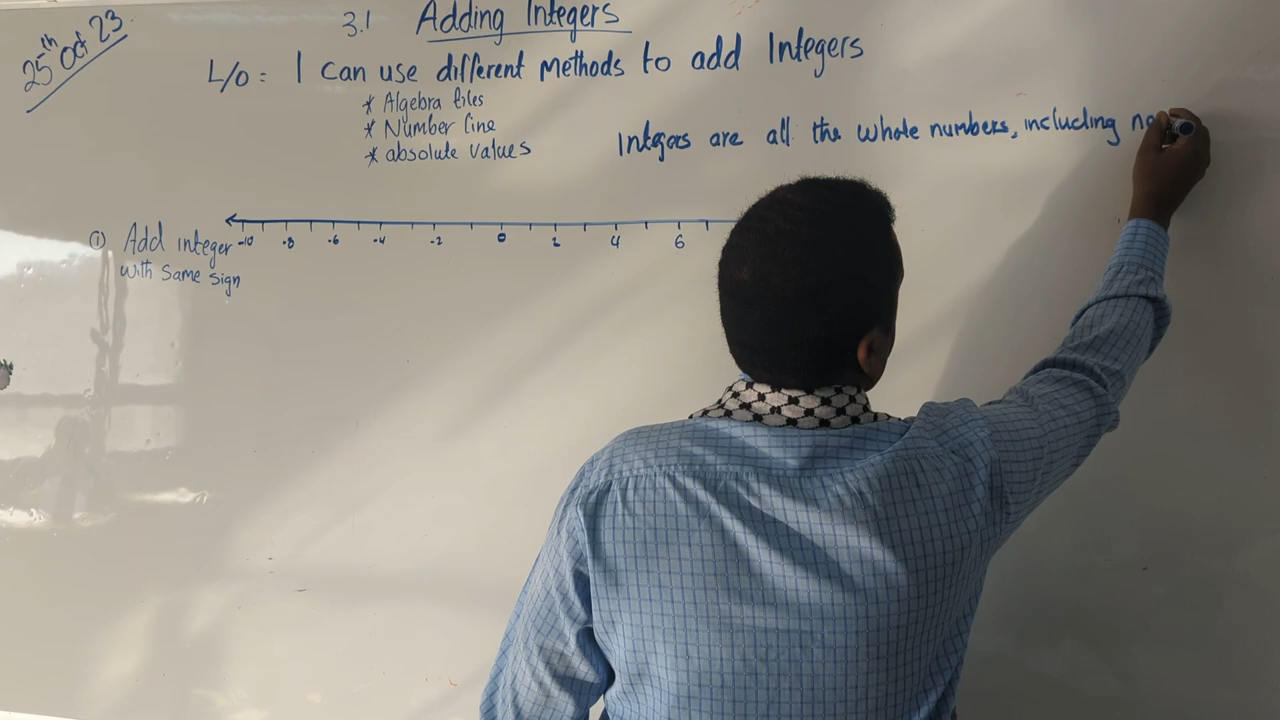 25th Oct 23
3.1 Adding Integers
L/o = I can use different Methods to add Integers
* Algebra tiles
* Number line
* absolute values
Integers are all the whole numbers, including
-10 -8 -6 -4 -2 0 2 4 6
① Add integer
with same sign